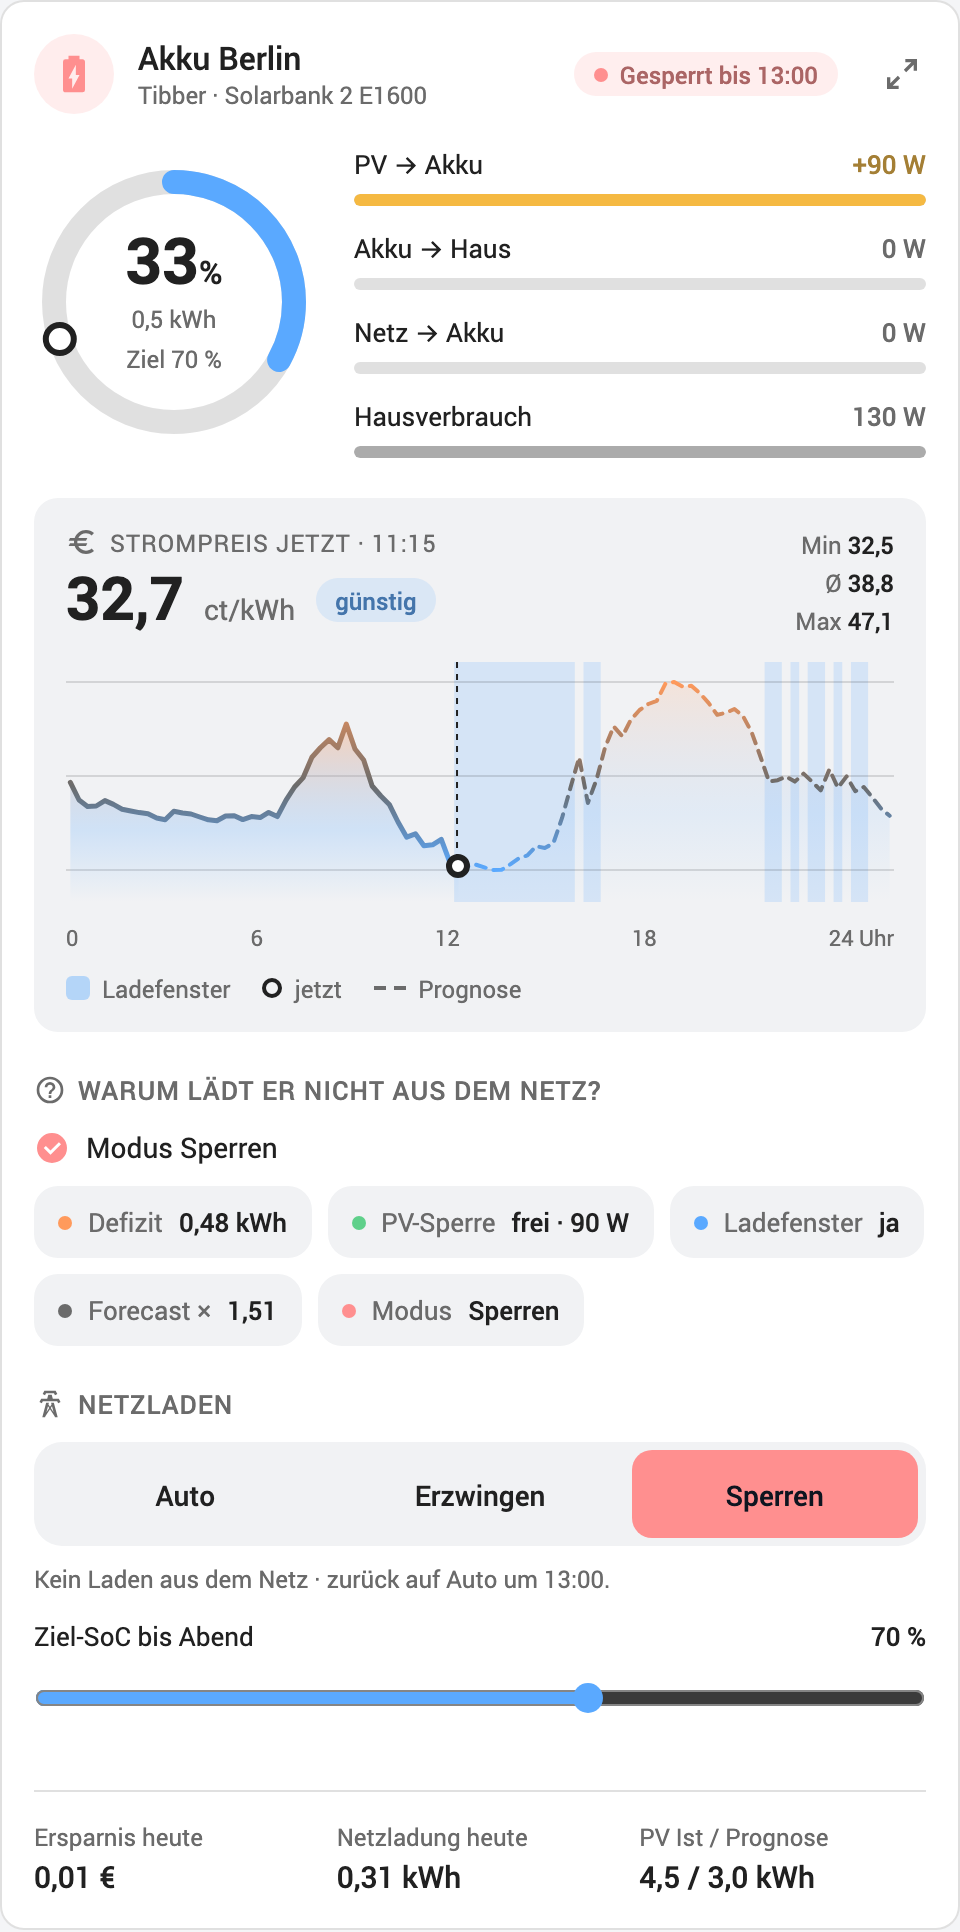 Akku Berlin
Tibber · Solarbank 2 E1600
Gesperrt bis 13:00
33%
0,5 kWh
Ziel 70 %
PV → Akku +90 W
Akku → Haus 0 W
Netz → Akku 0 W
Hausverbrauch 130 W
€ STROMPREIS JETZT · 11:15
32,7 ct/kWh günstig
Min 32,5
Ø 38,8
Max 47,1
0 6 12 18 24 Uhr
Ladefenster jetzt Prognose
WARUM LÄDT ER NICHT AUS DEM NETZ?
Modus Sperren
Defizit 0,48 kWh PV-Sperre frei · 90 W Ladefenster ja
Forecast × 1,51 Modus Sperren
NETZLADEN
Auto Erzwingen Sperren
Kein Laden aus dem Netz · zurück auf Auto um 13:00.
Ziel-SoC bis Abend 70 %
Ersparnis heute Netzladung heute PV Ist / Prognose
0,01 € 0,31 kWh 4,5 / 3,0 kWh